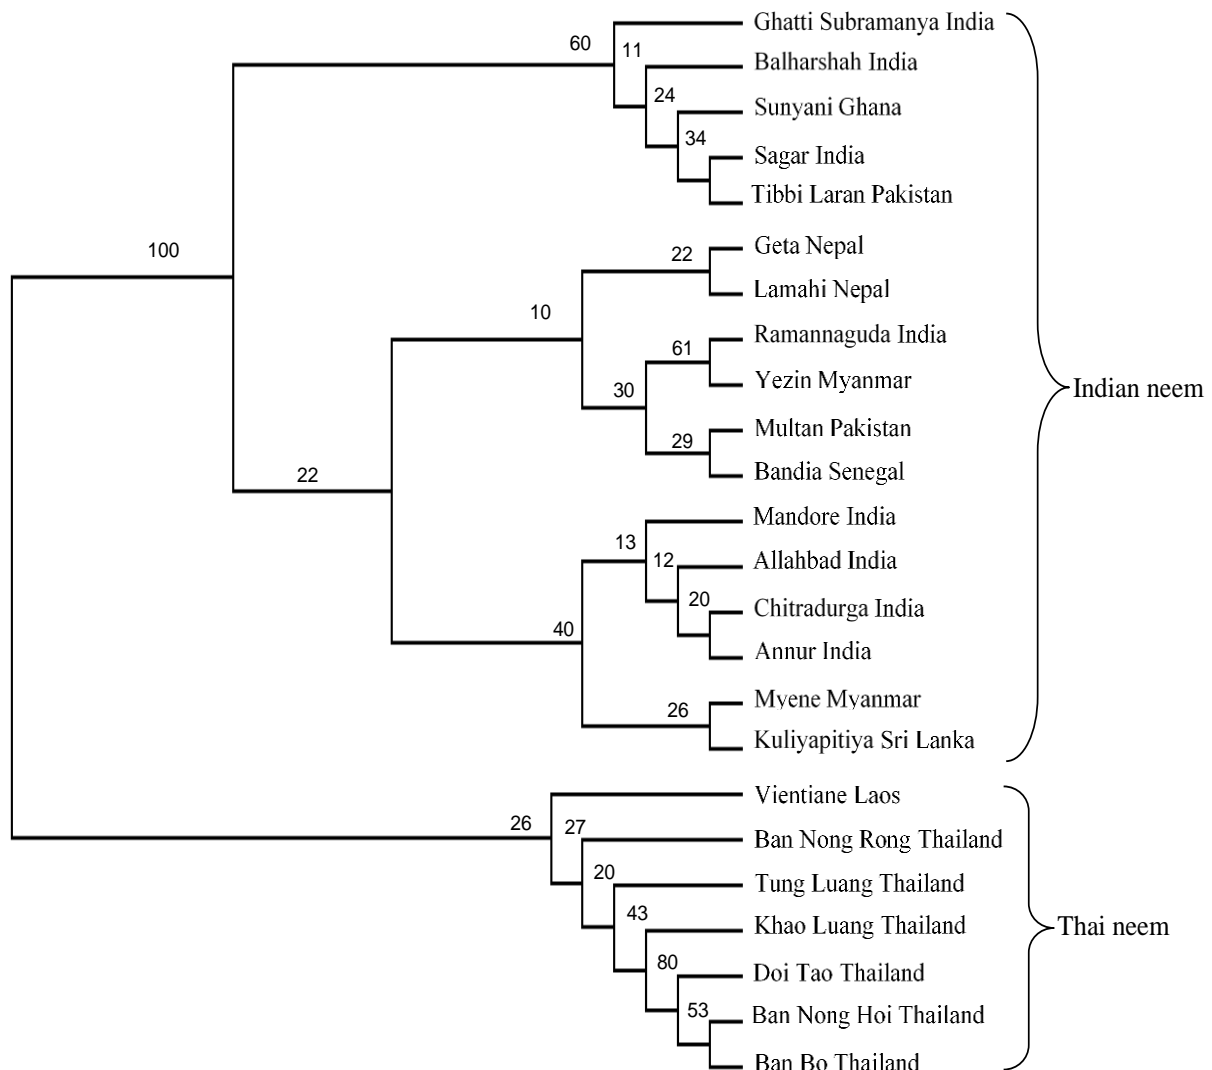 Ghatti Subramanya India
60
11
Balharshah India
24
Sunyani Ghana
34
Sagar India
Tibbi Laran Pakistan
100
Geta Nepal
22
Lamahi Nepal
10
Ramannaguda India
61
Yezin Myanmar
30
Indian neem
Multan Pakistan
29
Bandia Senegal
22
Mandore India
13
12
Allahbad India
20
Chitradurga India
40
Annur India
Myene Myanmar
26
Kuliyapitiya Sri Lanka
Vientiane Laos
26
27
Ban Nong Rong Thailand
20
Tung Luang Thailand
43
Khao Luang Thailand
Thai neem
80
Doi Tao Thailand
53
Ban Nong Hoi Thailand
Ban Bo Thailand